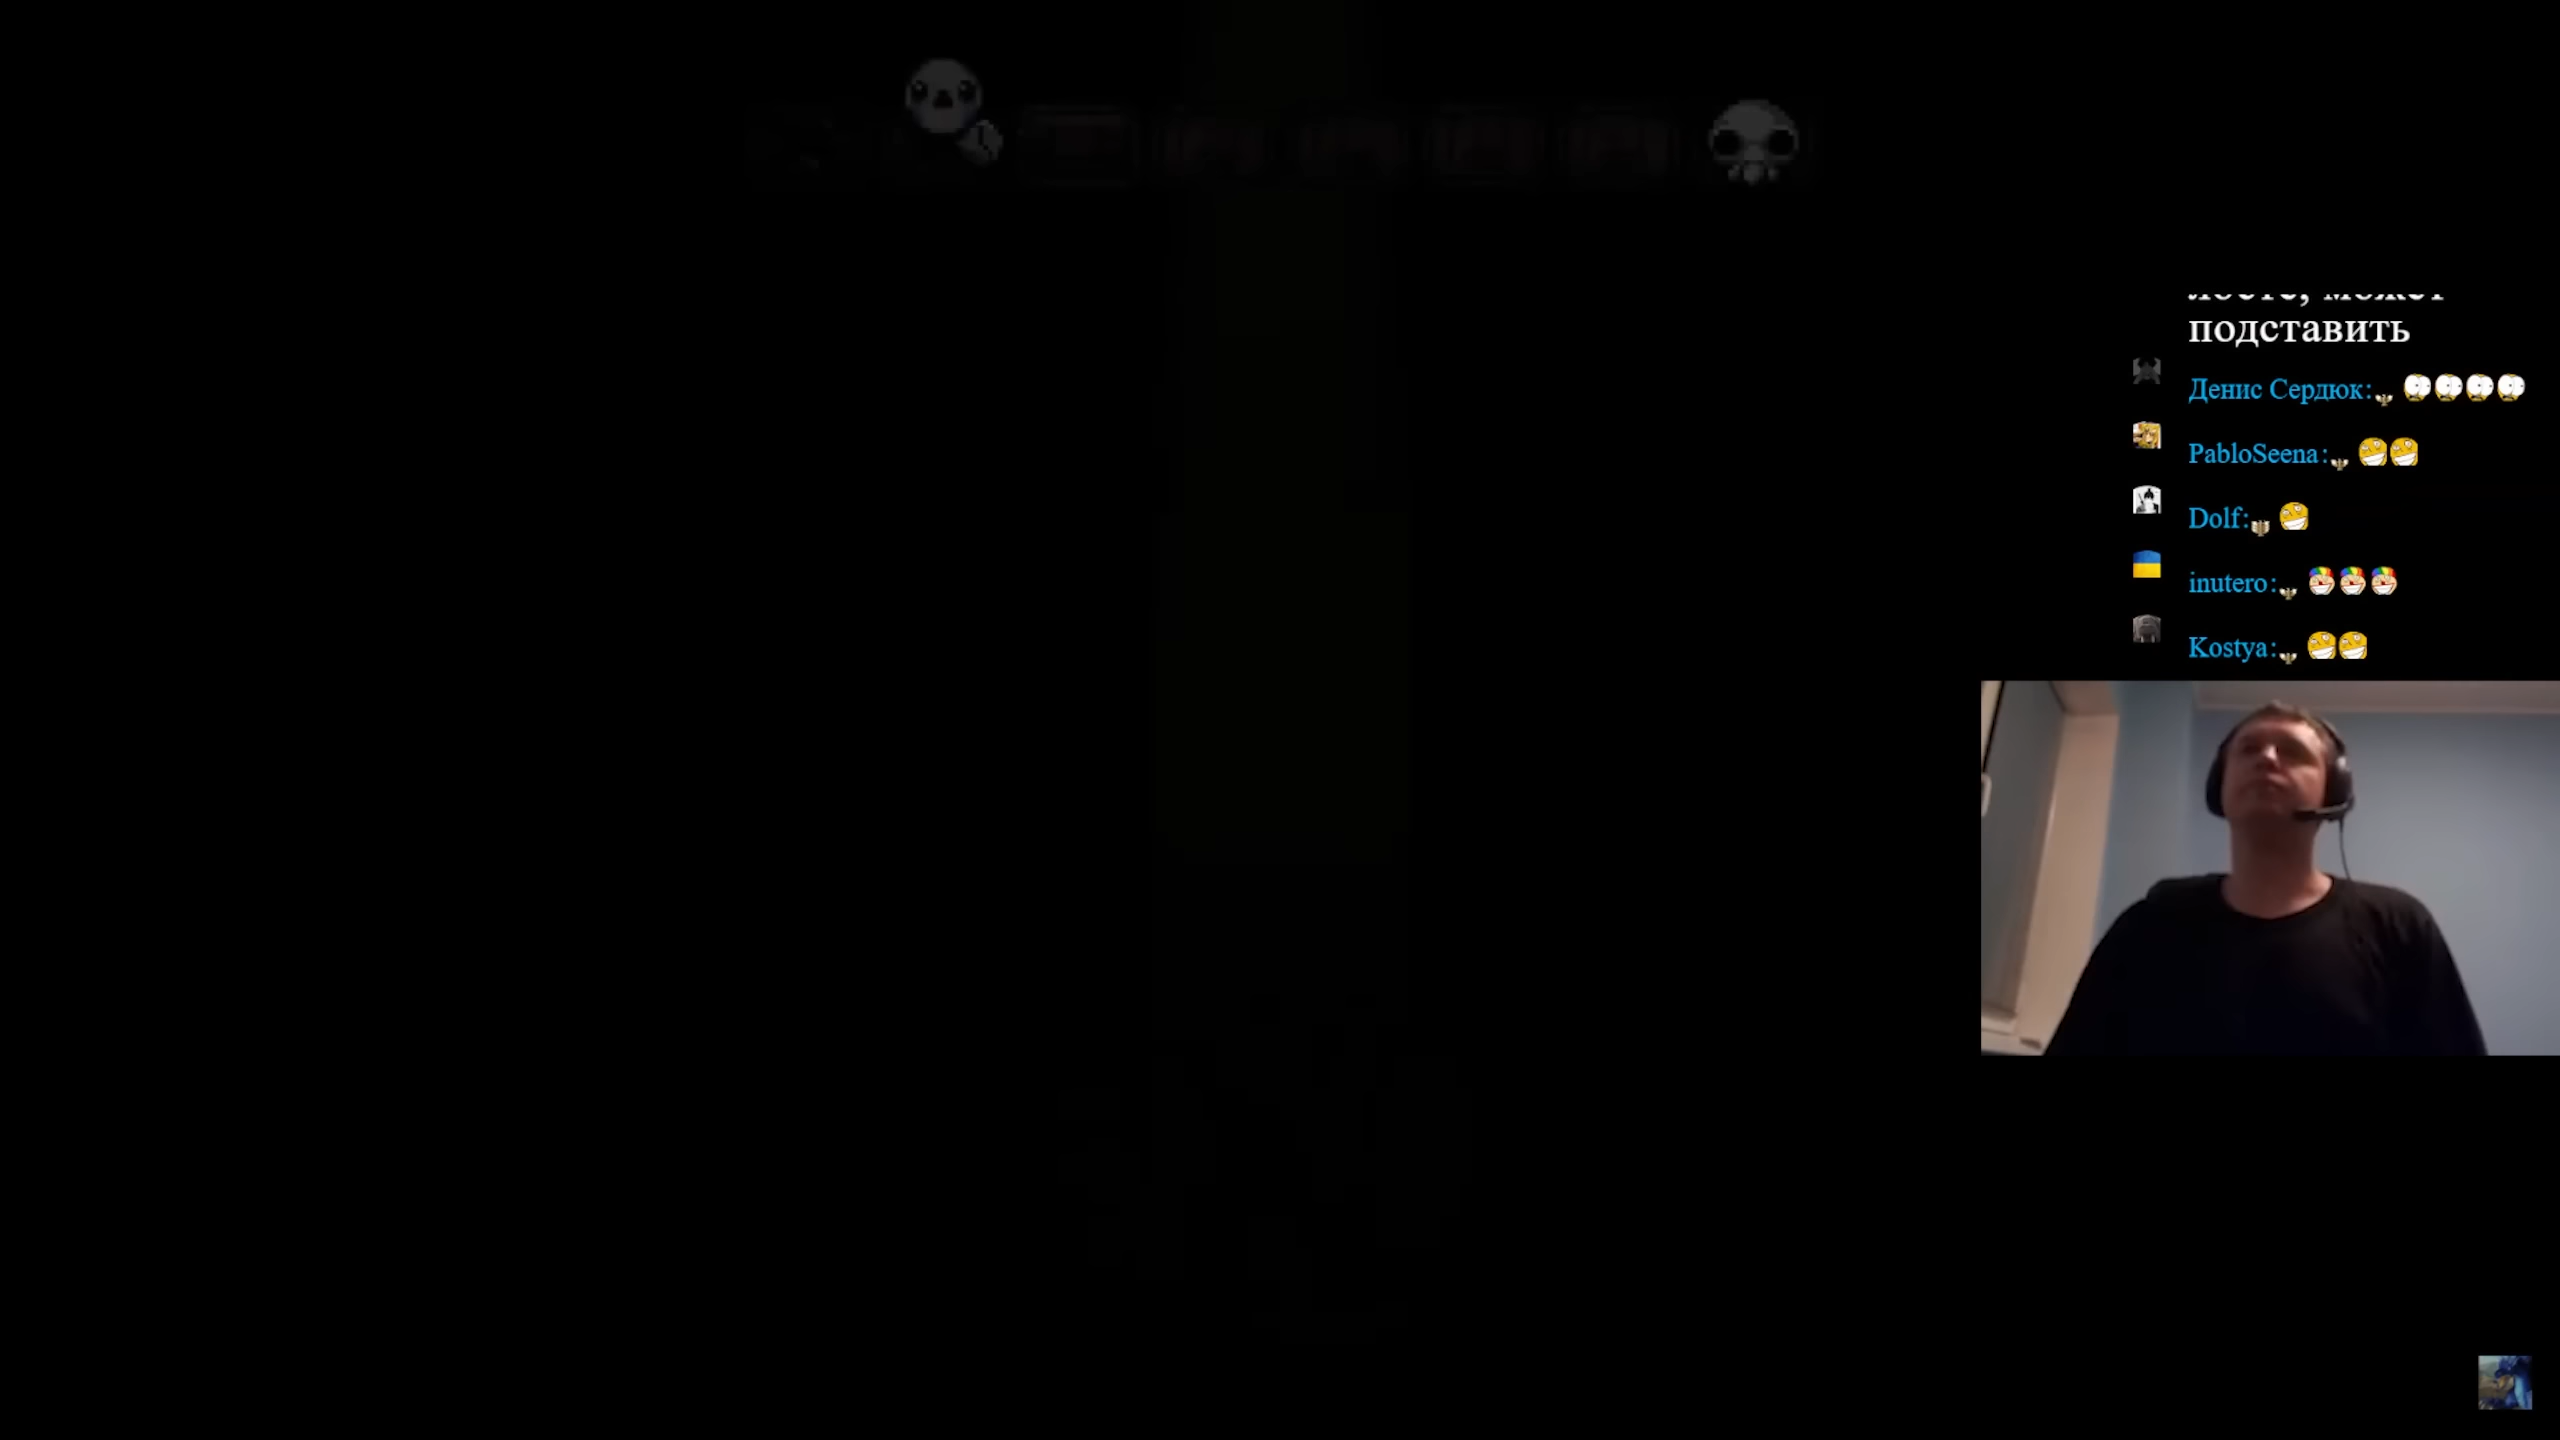 подставить
Денис Сердюк:
PabloSeena:
Dolf:
inutero:
Kostya: